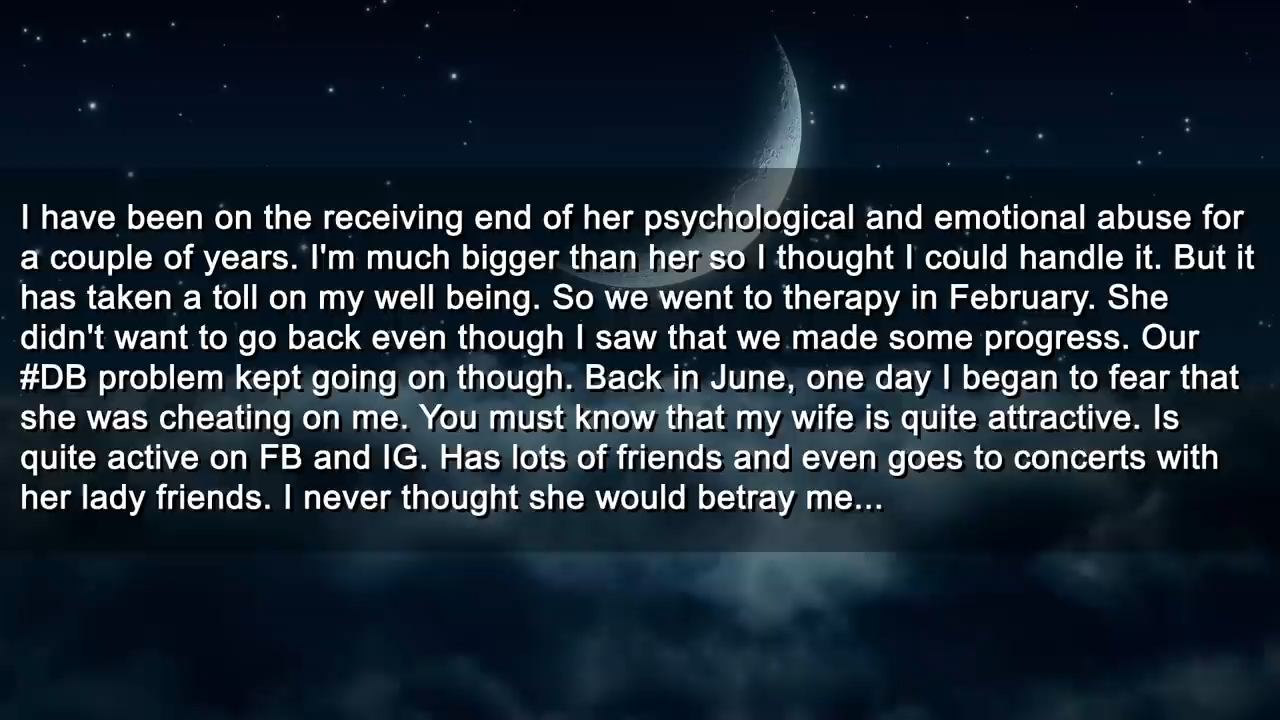 I have been on the receiving end of her psychological and emotional abuse for
a couple of years. I'm much bigger than her so I thought I could handle it. But it
has taken a toll on my well being. So we went to therapy in February. She
didn't want to go back even though I saw that we made some progress. Our
#DB problem kept going on though. Back in June, one day I began to fear that
she was cheating on me. You must know that my wife is quite attractive. Is
quite active on FB and IG. Has lots of friends and even goes to concerts with
her lady friends. I never thought she would betray me...